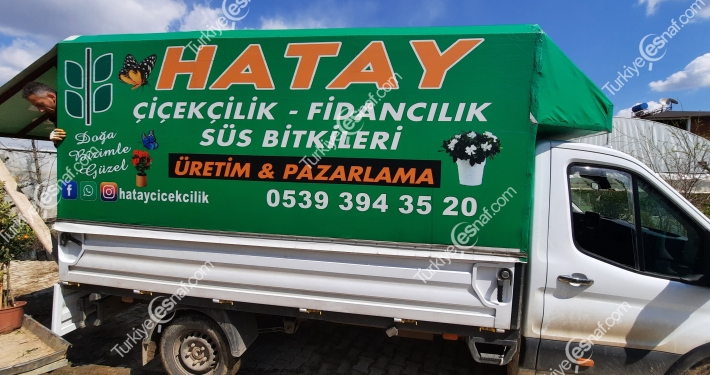 HATAY
ÇİÇEKÇİLİK - FİDANCILIK
SÜS BİTKİLERİ
Doğa
Bizimle
Güzel
ÜRETİM & PAZARLAMA
hataycicekcilik
0539 394 35 20
Turkiyeesnaf.com